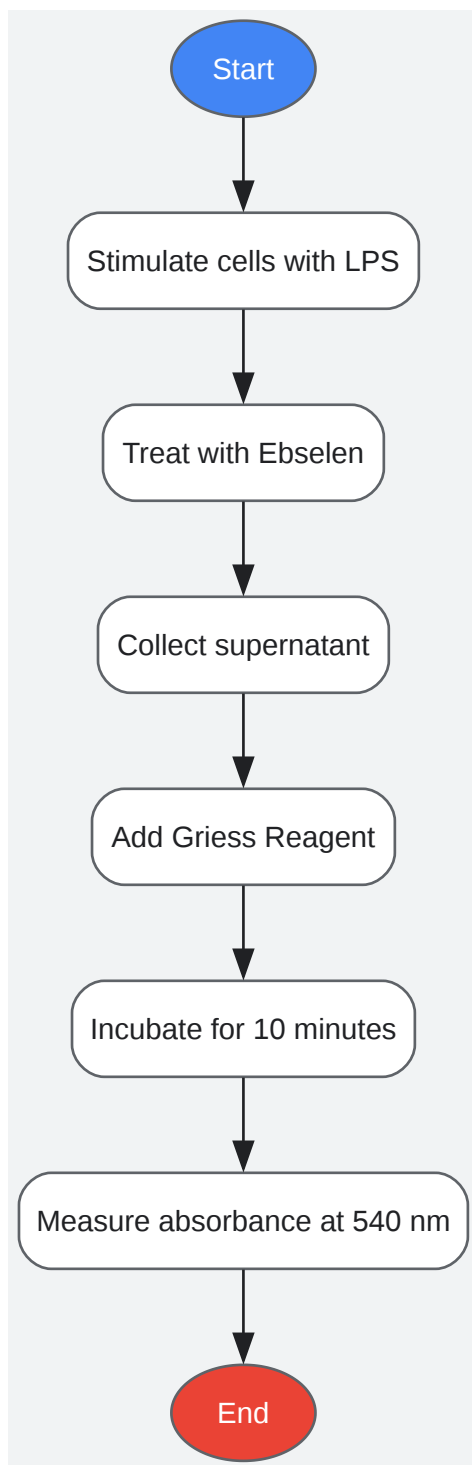 Start
Stimulate cells with LPS
Treat with Ebselen
Collect supernatant
Add Griess Reagent
Incubate for 10 minutes
Measure absorbance at 540 nm
End